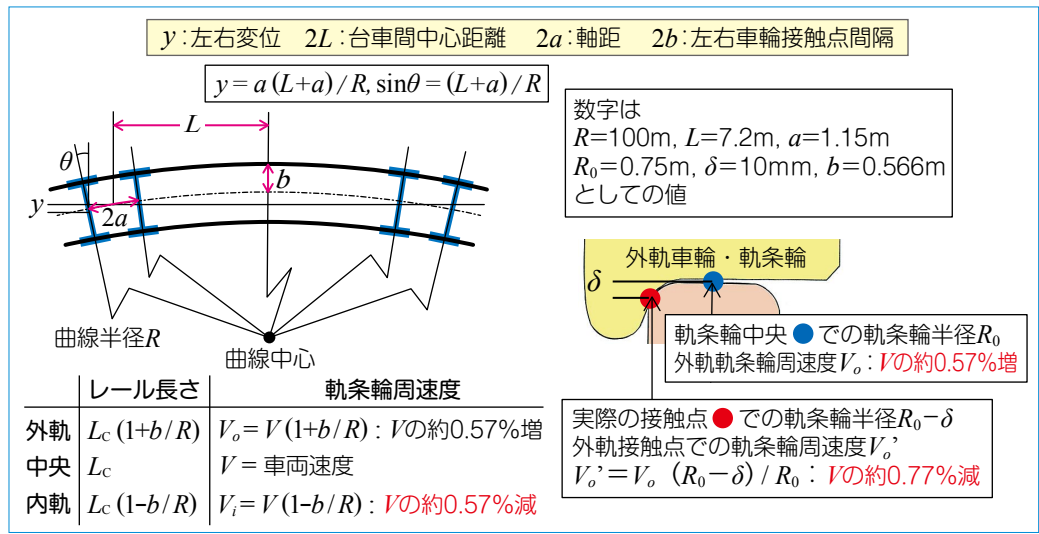 y：左右変位 2L：台車間中心距離 2a：軸距 2b：左右車輪接触点間隔
y = a (L+a) / R, sinθ = (L+a) / R
数字は
R=100m, L=7.2m, a=1.15m
R₀=0.75m, δ=10mm, b=0.566m
としての値
L
θ
b
y
2a
曲線半径R
曲線中心
外軌車輪・軌条輪
δ
軌条輪中央●での軌条輪半径R₀
外軌軌条輪周速度Vₒ：Vの約0.57%増
実際の接触点●での軌条輪半径R₀−δ
外軌接触点での軌条輪周速度Vₒ’
Vₒ’＝Vₒ (R₀−δ) / R₀：Vの約0.77%減
レール長さ 軌条輪周速度
外軌 L_C (1+b/R) Vₒ= V (1+b/R)：Vの約0.57%増
中央 L_C V = 車両速度
内軌 L_C (1−b/R) Vᵢ= V (1−b/R)：Vの約0.57%減